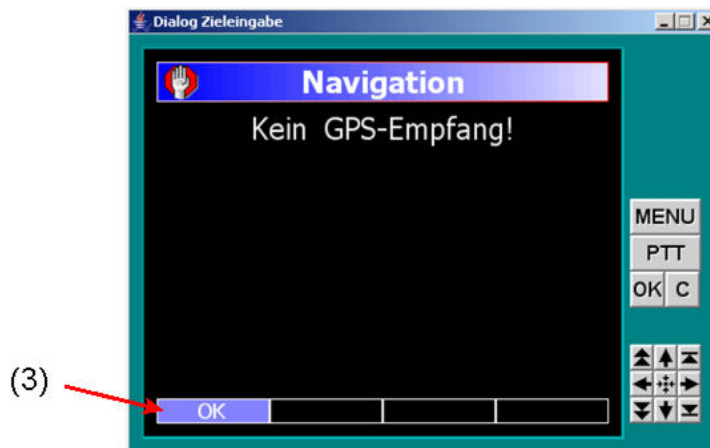 Dialog Zieleingabe
Navigation
Kein GPS-Empfang!
MENU
PTT
OK C
(3)
OK